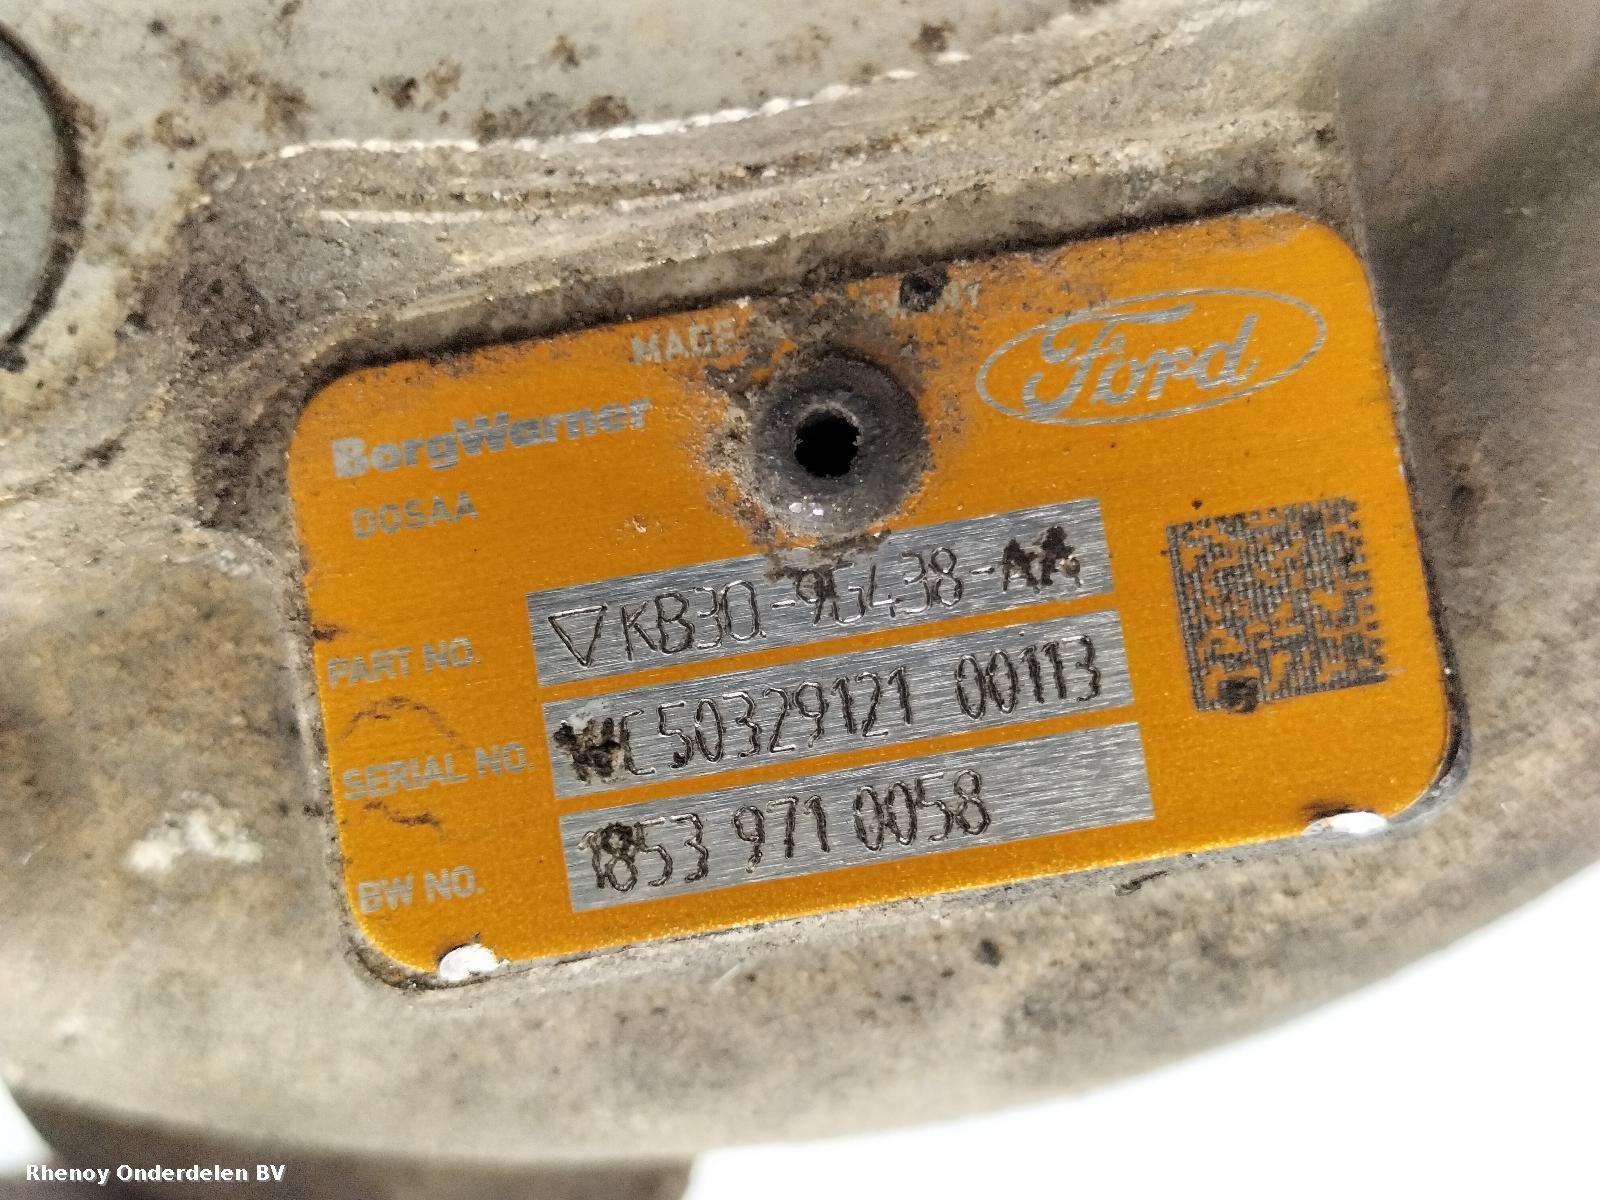 MADE
Ford
BorgWarner
DOSAA
PART NO. ▽KB3Q-9G438-AA
SERIAL NO. 50329121 00113
BW NO. 1853 971 0058
Rhenoy Onderdelen BV